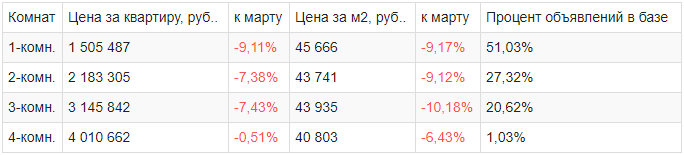 Комнат Цена за квартиру, руб.. к марту Цена за м2, руб.. к марту Процент объявлений в базе
1-комн. 1 505 487 -9,11% 45 666 -9,17% 51,03%
2-комн. 2 183 305 -7,38% 43 741 -9,12% 27,32%
3-комн. 3 145 842 -7,43% 43 935 -10,18% 20,62%
4-комн. 4 010 662 -0,51% 40 803 -6,43% 1,03%